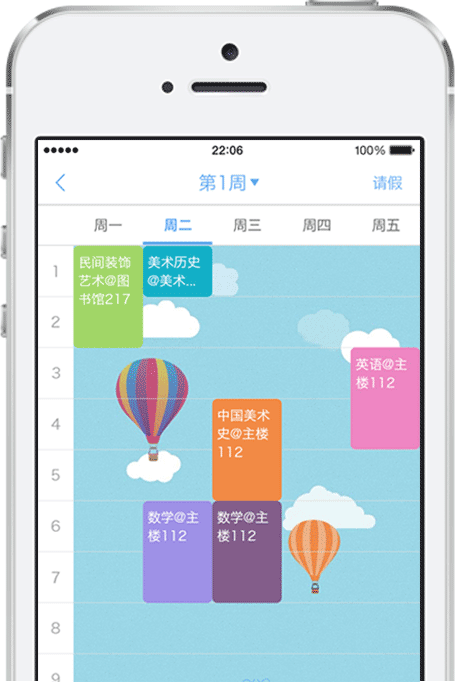 22:06
100%
第1周
请假
周一
周二
周三
周四
周五
1
民间装饰
艺术@图
书馆217
美术历史
@美术...
2
3
英语@主
楼112
4
中国美术
史@主楼
112
5
6
数学@主
楼112
数学@主
楼112
7
8
9